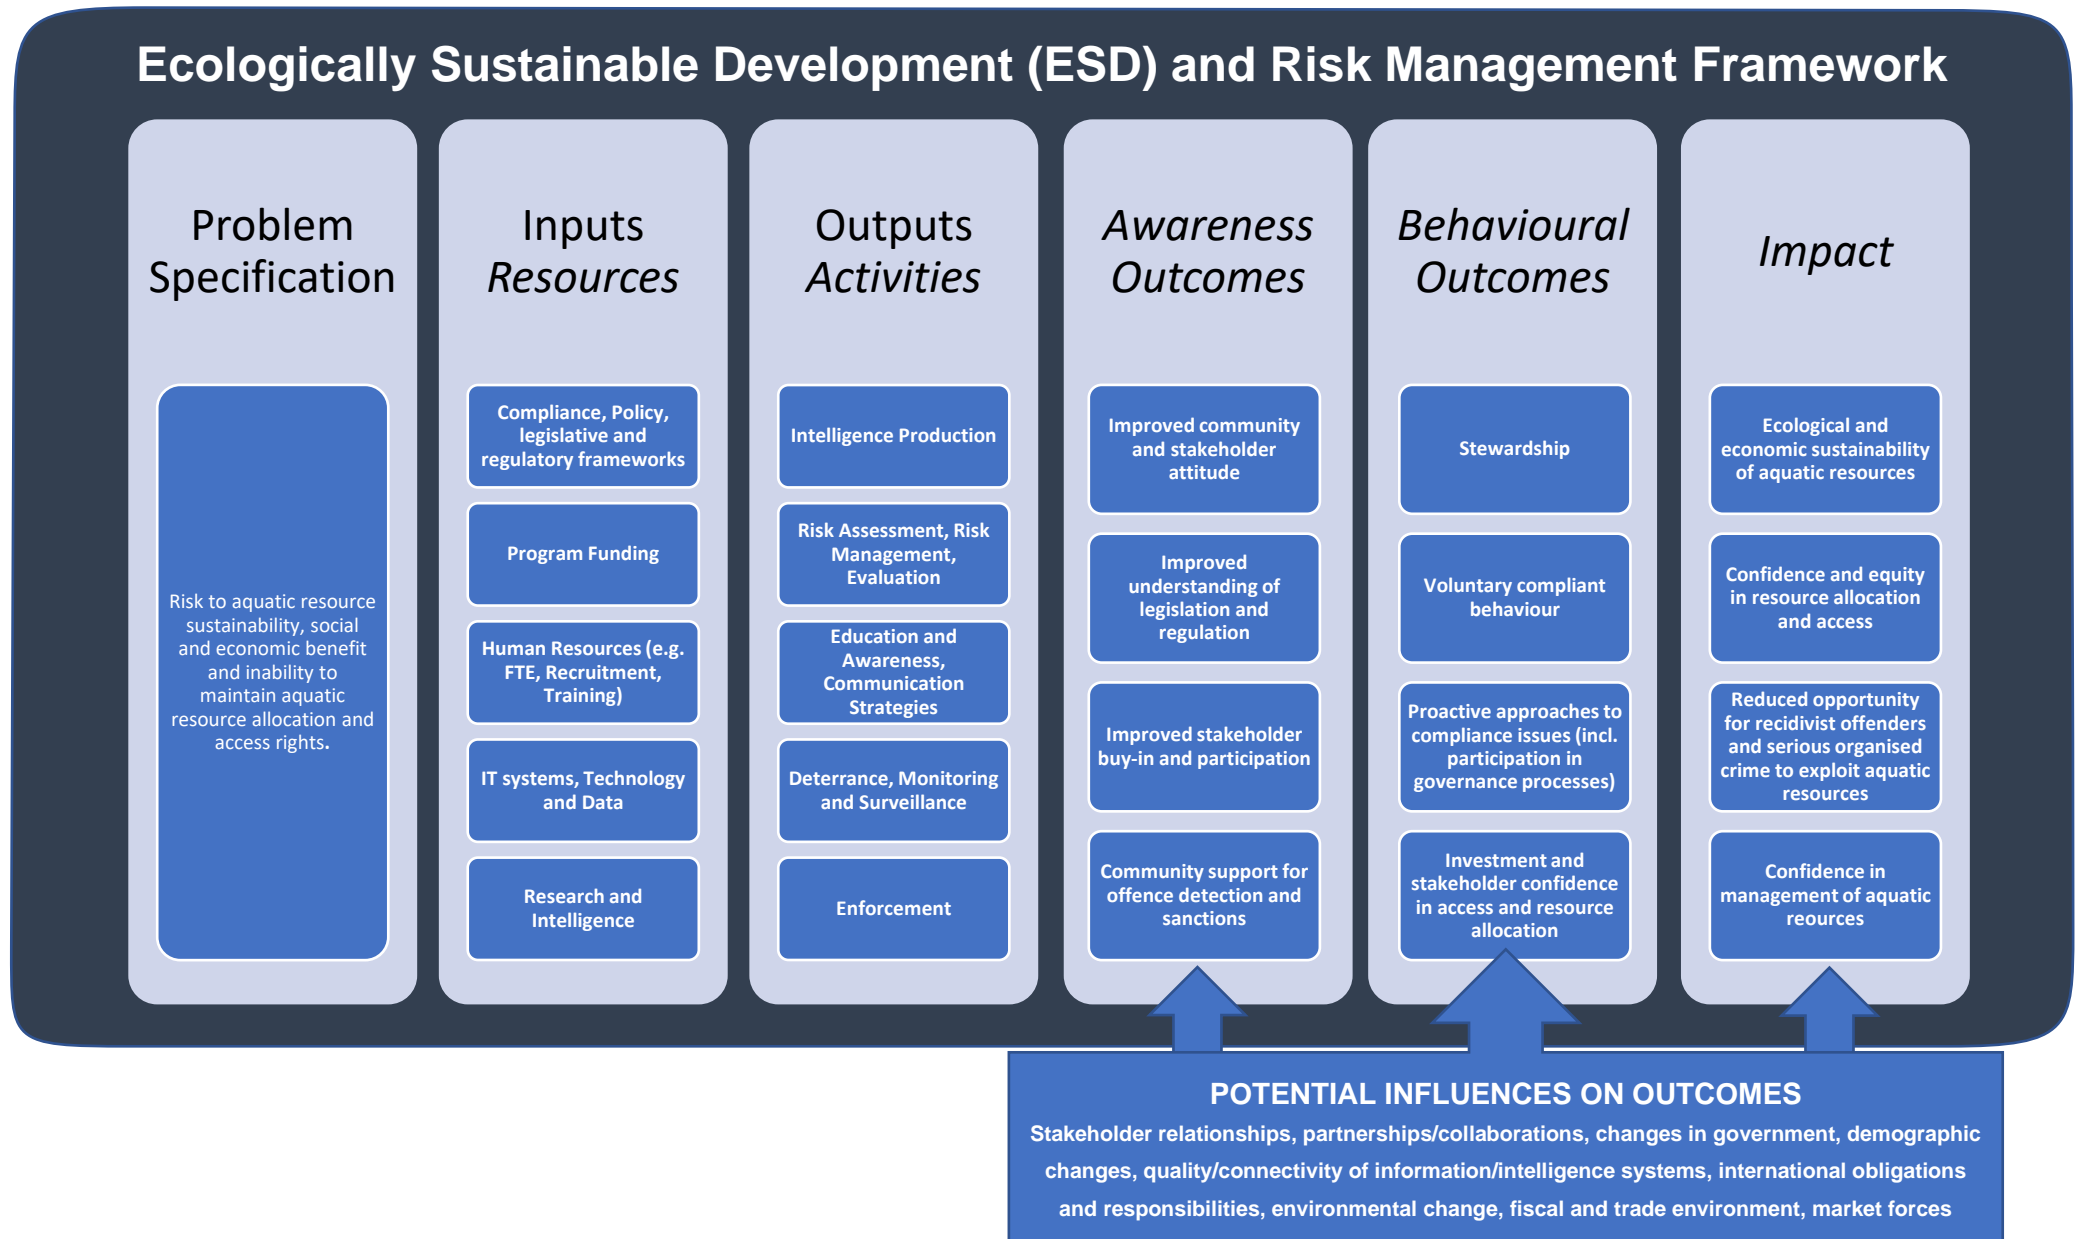 Ecologically Sustainable Development (ESD) and Risk Management Framework
Problem
Specification
Risk to aquatic resource
sustainability, social
and economic benefit
and inability to
maintain aquatic
resource allocation and
access rights.
Inputs
Resources
Compliance, Policy,
legislative and
regulatory frameworks
Program Funding
Human Resources (e.g.
FTE, Recruitment,
Training)
IT systems, Technology
and Data
Research and
Intelligence
Outputs
Activities
Intelligence Production
Risk Assessment, Risk
Management,
Evaluation
Education and
Awareness,
Communication
Strategies
Deterrance, Monitoring
and Surveillance
Enforcement
Awareness
Outcomes
Improved community
and stakeholder
attitude
Improved
understanding of
legislation and
regulation
Improved stakeholder
buy-in and participation
Community support for
offence detection and
sanctions
Behavioural
Outcomes
Stewardship
Voluntary compliant
behaviour
Proactive approaches to
compliance issues (incl.
participation in
governance processes)
Investment and
stakeholder confidence
in access and resource
allocation
Impact
Ecological and
economic sustainability
of aquatic resources
Confidence and equity
in resource allocation
and access
Reduced opportunity
for recidivist offenders
and serious organised
crime to exploit aquatic
resources
Confidence in
management of aquatic
reources
POTENTIAL INFLUENCES ON OUTCOMES
Stakeholder relationships, partnerships/collaborations, changes in government, demographic
changes, quality/connectivity of information/intelligence systems, international obligations
and responsibilities, environmental change, fiscal and trade environment, market forces